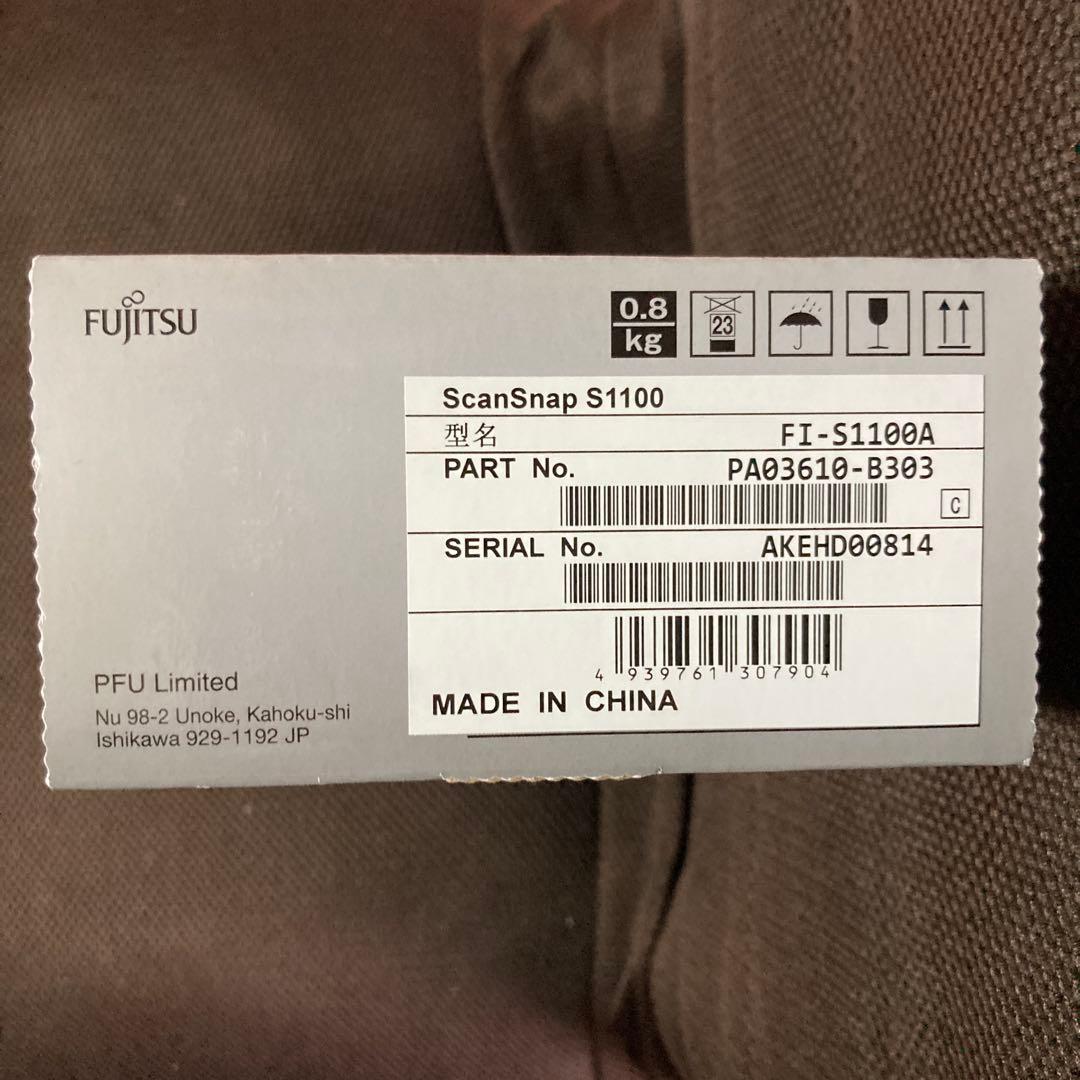 FUJITSU
0.8
kg
23
ScanSnap S1100
型名 FI-S1100A
PART No. PA03610-B303
C
SERIAL No. AKEHD00814
4 939761 307904
MADE IN CHINA
PFU Limited
Nu 98-2 Unoke, Kahoku-shi
Ishikawa 929-1192 JP